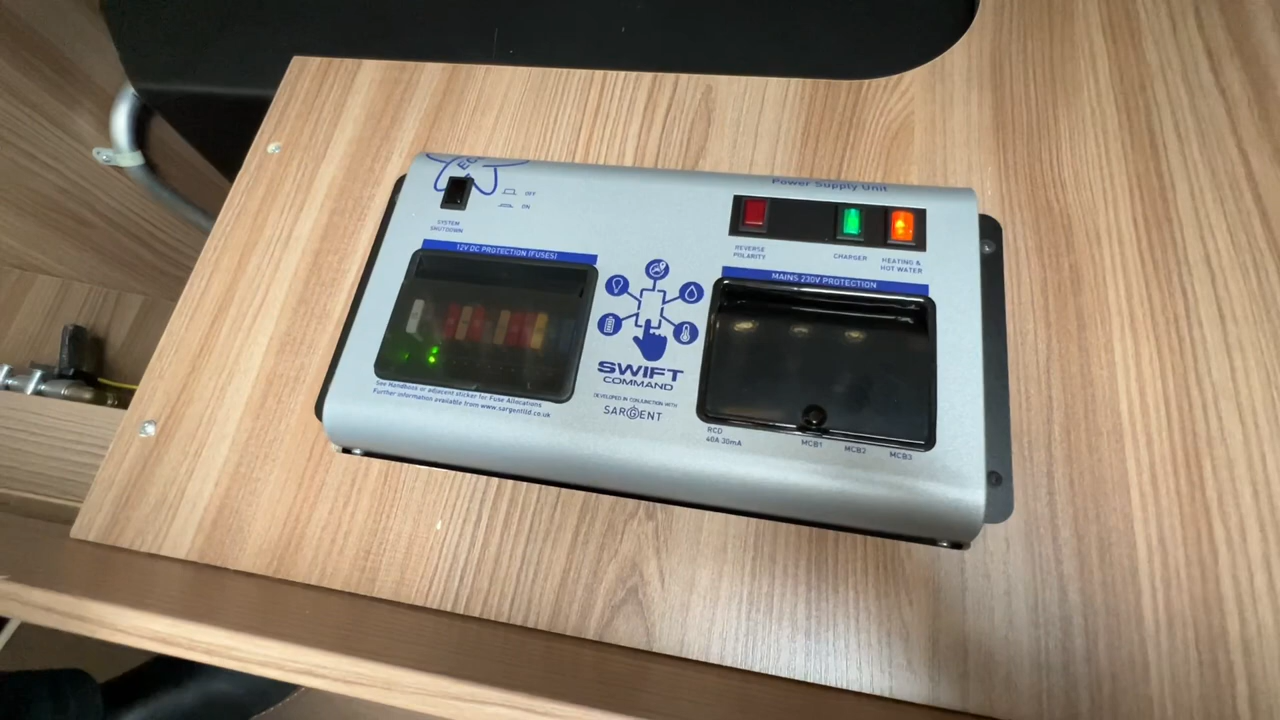 EC
OFF
ON
SYSTEM
SHUTDOWN
Power Supply Unit
REVERSE
POLARITY
CHARGER
HEATING &
HOT WATER
12V DC PROTECTION (FUSES)
MAINS 230V PROTECTION
SWIFT
COMMAND
DEVELOPED IN CONJUNCTION WITH
SARGENT
See Handbook or adjacent sticker for Fuse Allocations
Further information available from www.sargentltd.co.uk
RCD
40A 30mA
MCB1
MCB2
MCB3